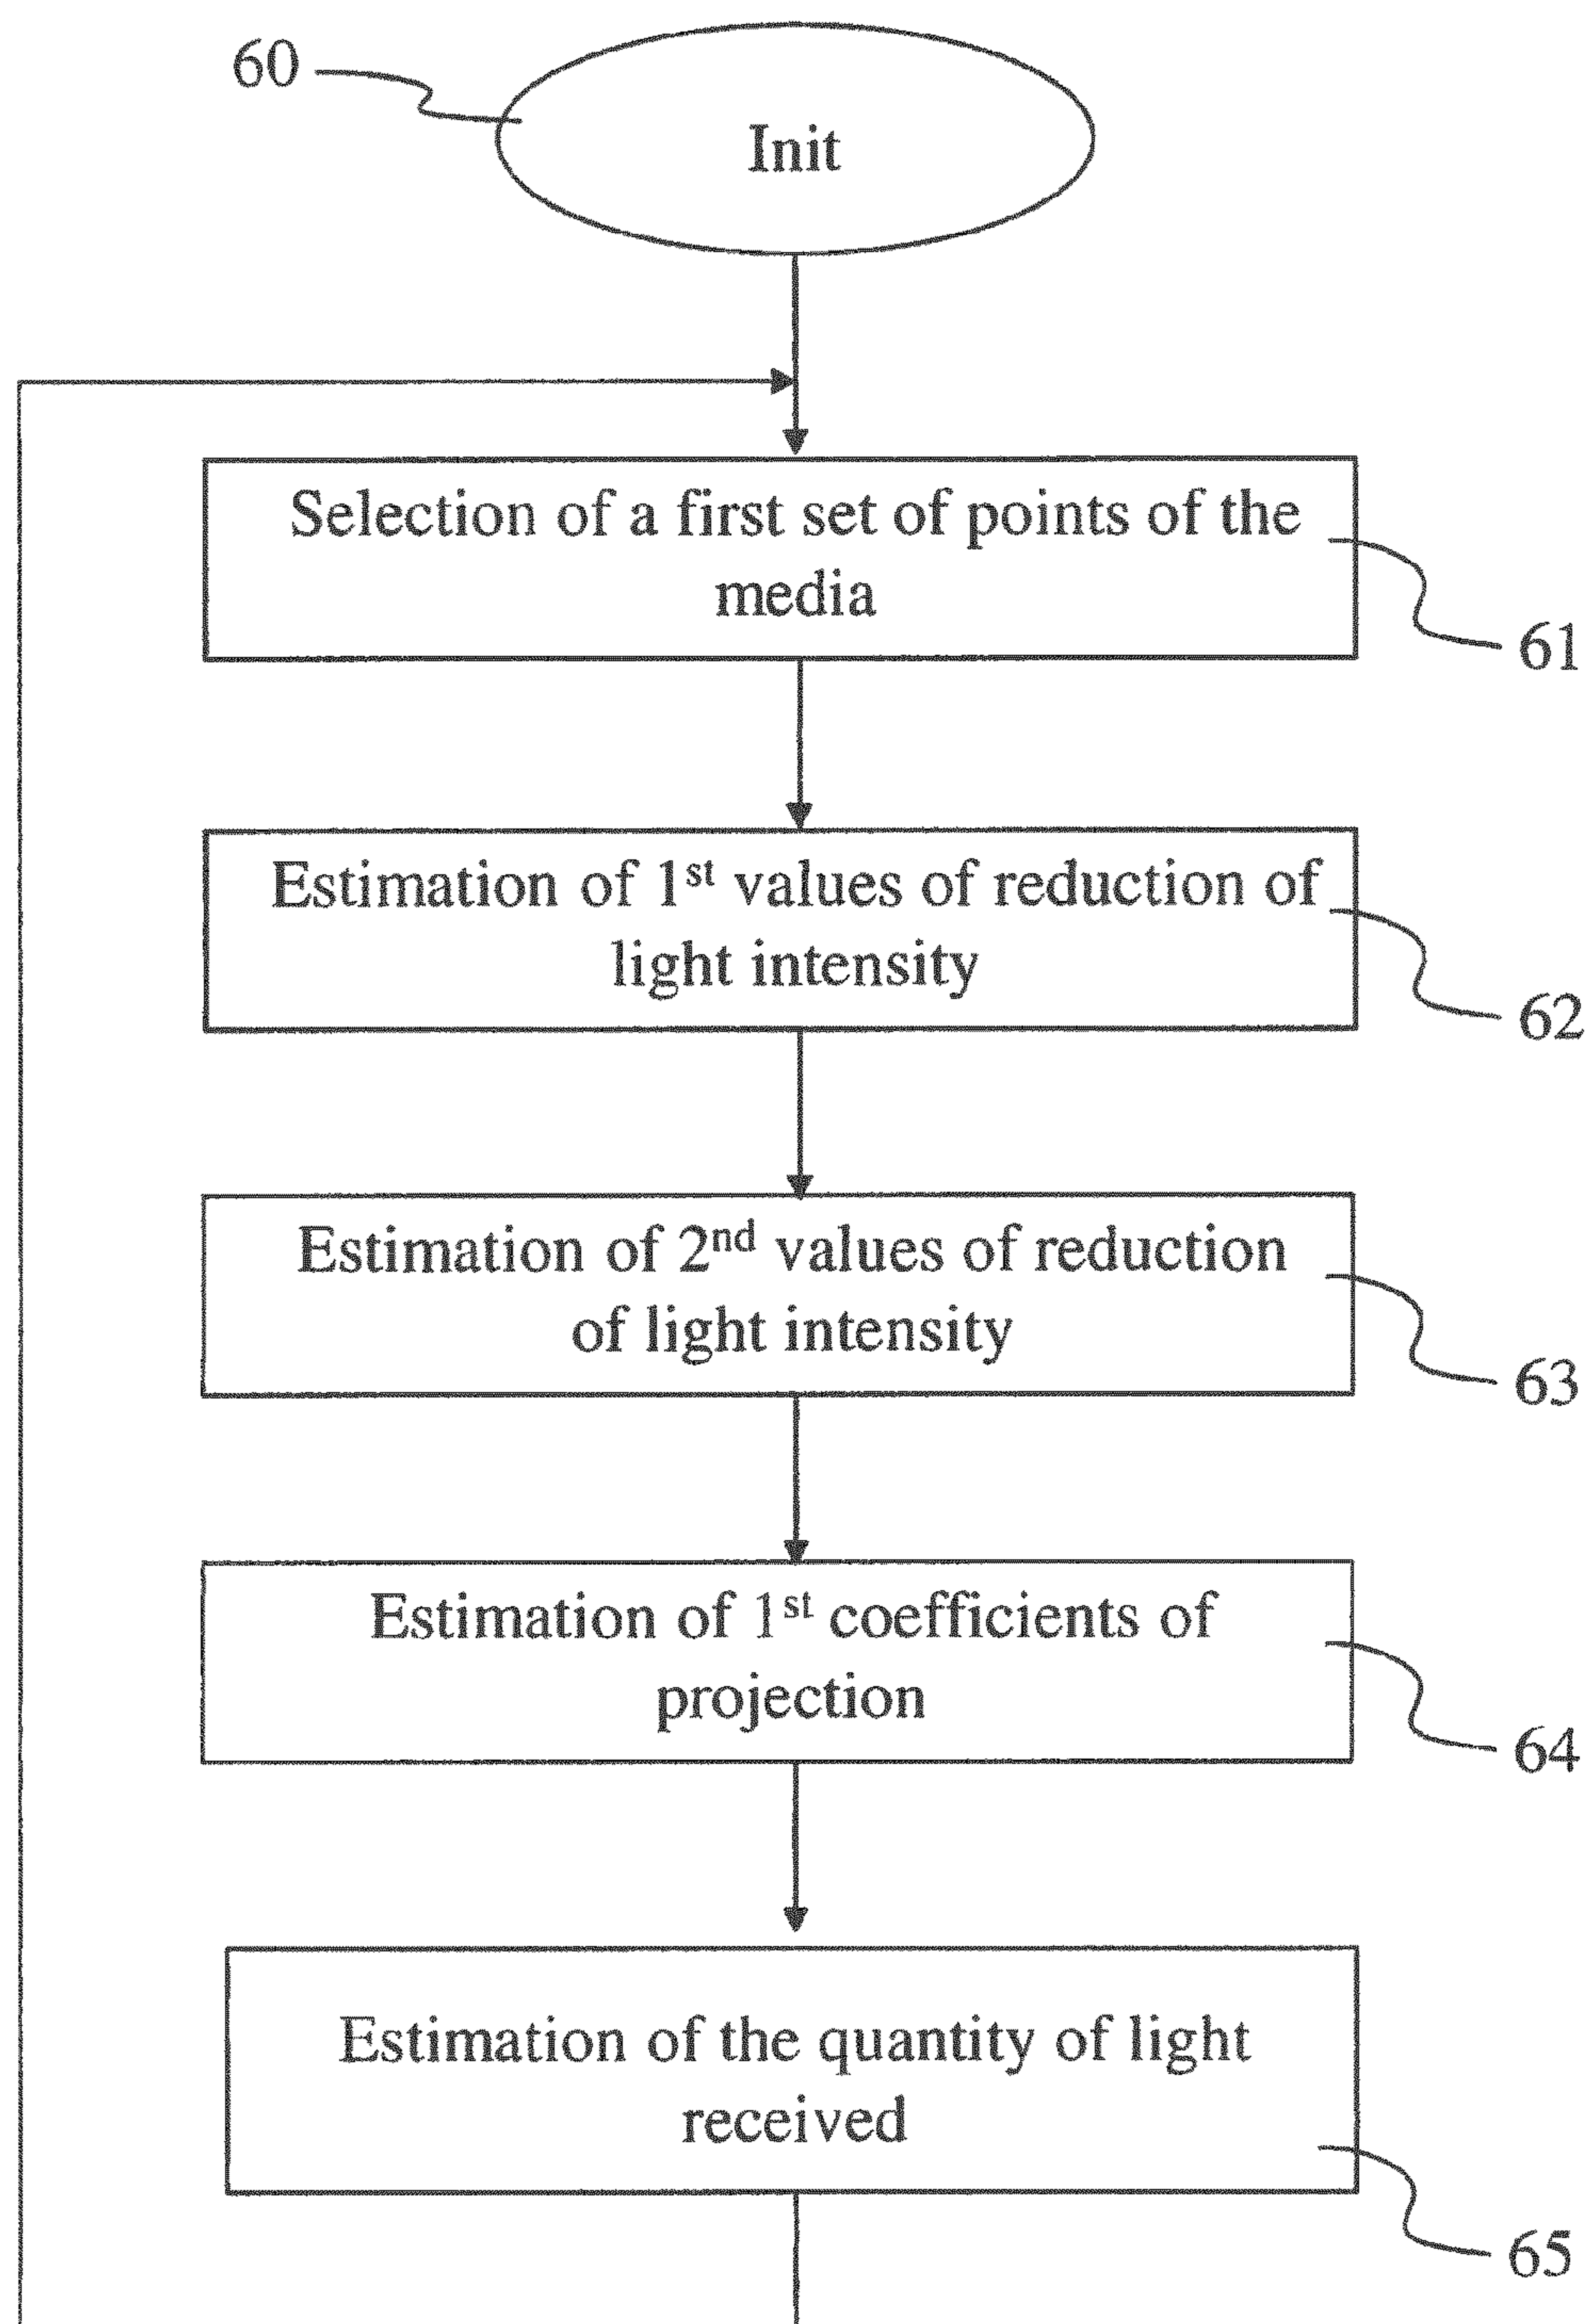 60
Init
Selection of a first set of points of the
media
61
Estimation of 1st values of reduction of
light intensity
62
Estimation of 2nd values of reduction
of light intensity
63
Estimation of 1st coefficients of
projection
64
Estimation of the quantity of light
received
65